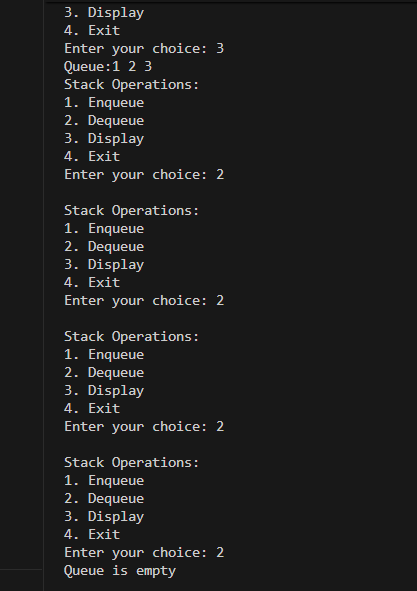 3. Display
4. Exit
Enter your choice: 3
Queue:1 2 3
Stack Operations:
1. Enqueue
2. Dequeue
3. Display
4. Exit
Enter your choice: 2
Stack Operations:
1. Enqueue
2. Dequeue
3. Display
4. Exit
Enter your choice: 2
Stack Operations:
1. Enqueue
2. Dequeue
3. Display
4. Exit
Enter your choice: 2
Stack Operations:
1. Enqueue
2. Dequeue
3. Display
4. Exit
Enter your choice: 2
Queue is empty